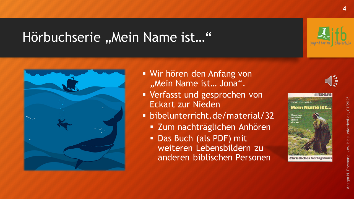 4
Hörbuchserie „Mein Name ist…“
jtb
Wir hören den Anfang von
„Mein Name ist… Jona“.
Verfasst und gesprochen von
Eckart zur Nieden
bibelunterricht.de/material/32
Zum nachträglichen Anhören
Das Buch (als PDF) mit
weiteren Lebensbildern zu
anderen biblischen Personen
Mein Name ist...